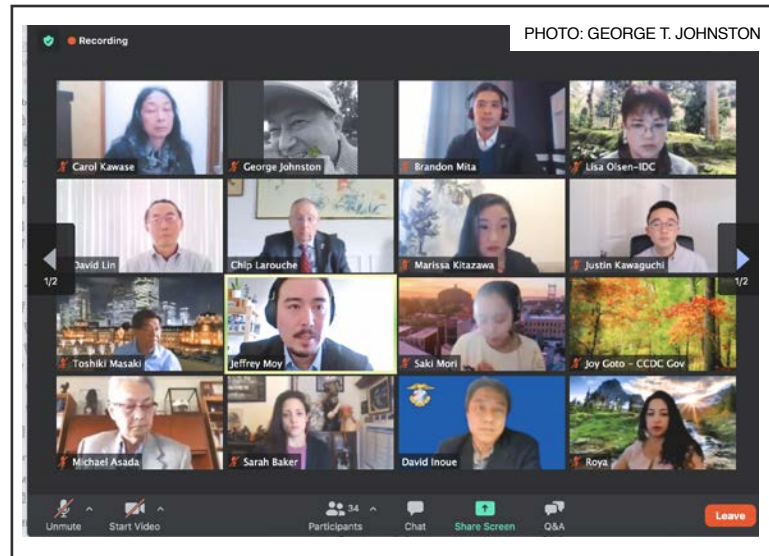 PHOTO: GEORGE T. JOHNSTON
Recording
Carol Kawase
George Johnston
Brandon Mita
Lisa Olsen-IDC
David Lin
Chip Larouche
Marissa Kitazawa
Justin Kawaguchi
1/2
1/2
Toshiki Masaki
Jeffrey Moy
Saki Mori
Joy Goto - CCDC Gov
Michael Asada
Sarah Baker
David Inoue
Roya
Unmute
Start Video
34
Participants
Chat
Share Screen
Q&A
Leave